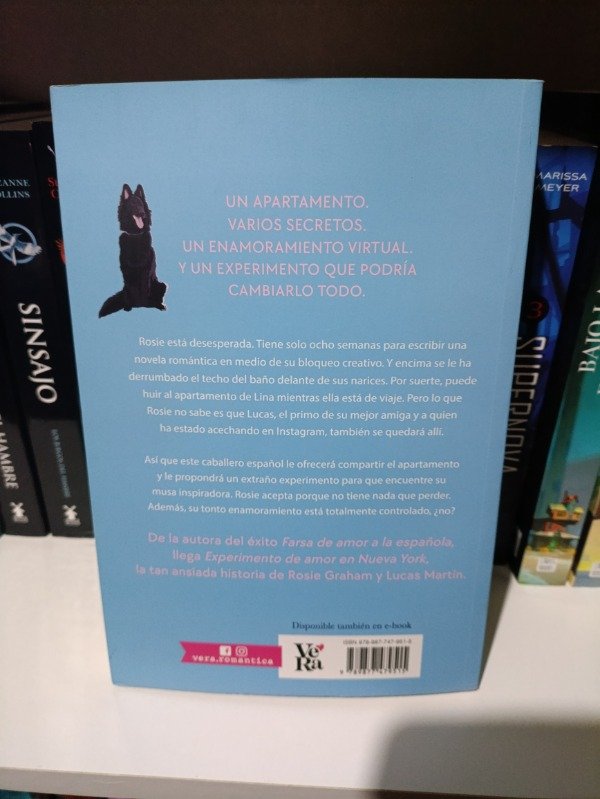 UN APARTAMENTO.
VARIOS SECRETOS.
UN ENAMORAMIENTO VIRTUAL.
Y UN EXPERIMENTO QUE PODRÍA
CAMBIARLO TODO.
Rosie está desesperada. Tiene solo ocho semanas para escribir una
novela romántica en medio de su bloqueo creativo. Y encima se le ha
derrumbado el techo del baño delante de sus narices. Por suerte, puede
huir al apartamento de Lina mientras ella está de viaje. Pero lo que
Rosie no sabe es que Lucas, el primo de su mejor amiga y a quien
ha estado acechando en Instagram, también se quedará allí.
Así que este caballero español le ofrecerá compartir el apartamento
y le propondrá un extraño experimento para que encuentre su
musa inspiradora. Rosie acepta porque no tiene nada que perder.
Además, su tonto enamoramiento está totalmente controlado, ¿no?
De la autora del éxito Farsa de amor a la española,
llega Experimento de amor en Nueva York,
la tan ansiada historia de Rosie Graham y Lucas Martín.
Disponible también en e-book
vera.romantica
VeRa
SINSAJO
HAMBRE
MARISSA
MEYER
3
SUPERNOVA
BAJO